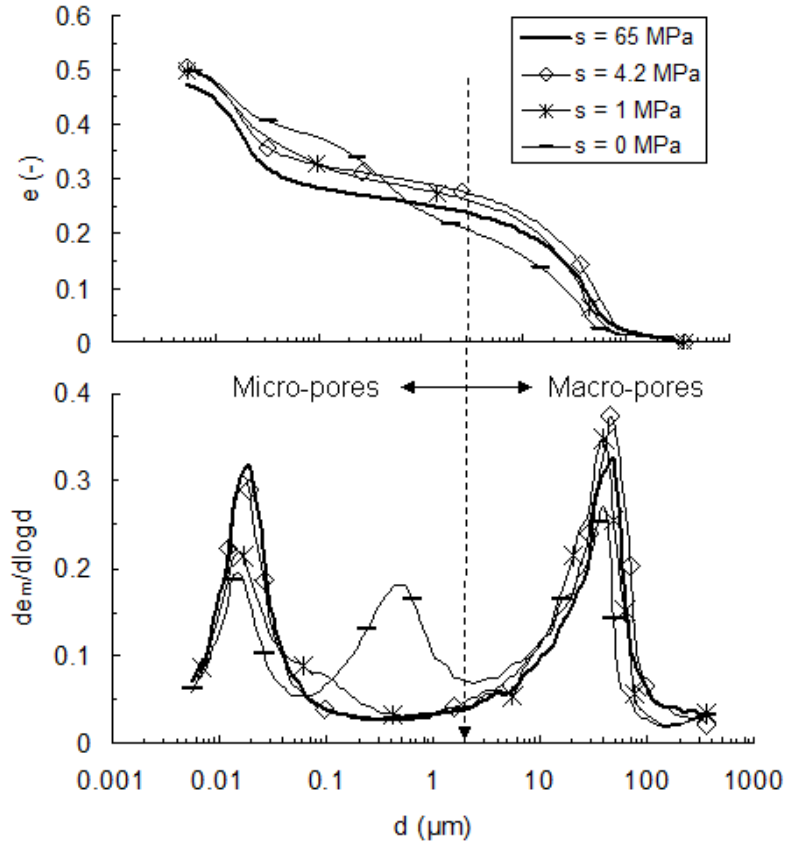 0.6
0.5
0.4
0.3
0.2
0.1
0
e (-)
s = 65 MPa
s = 4.2 MPa
s = 1 MPa
s = 0 MPa
Micro-pores
Macro-pores
0.4
0.3
0.2
0.1
0
deₘ/dlogd
0.001 0.01 0.1 1 10 100 1000
d (µm)